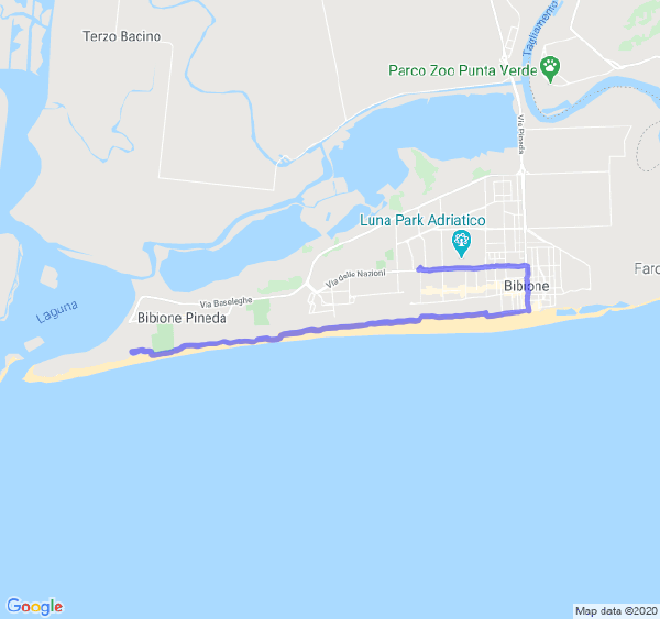 Terzo Bacino
Tagliamento
Parco Zoo Punta Verde
Via Pineda
Luna Park Adriatico
Via delle Nazioni
Via Baseleghe
Laguna
Bibione Pineda
Bibione
Faro
Google
Map data ©2020